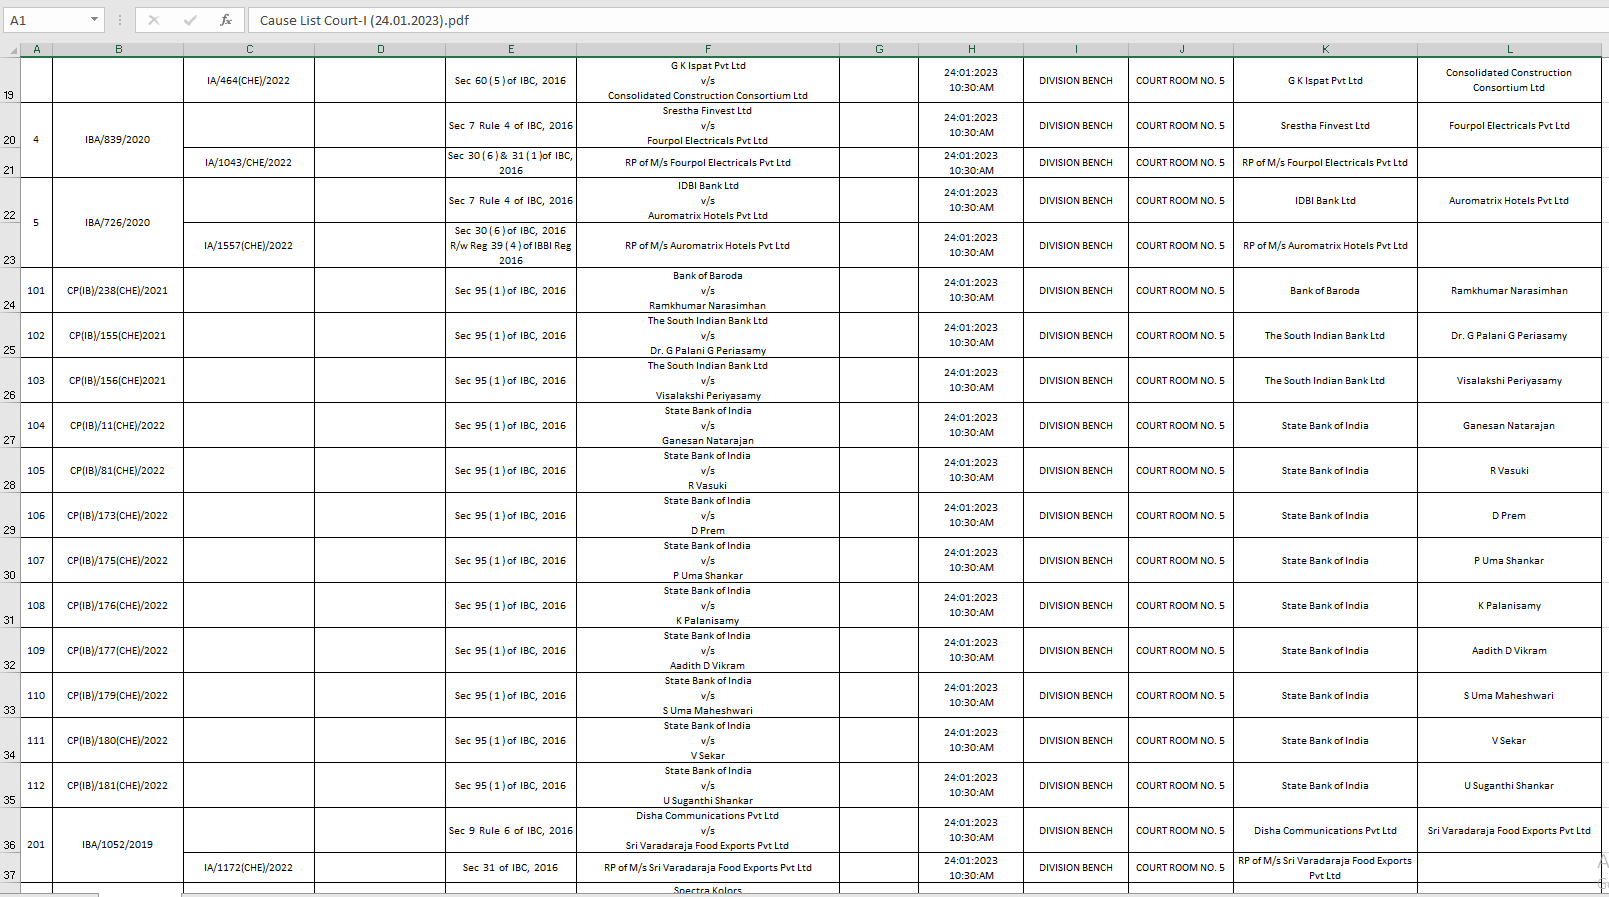 A1 fx Cause List Court-I (24.01.2023).pdf
A B C D E F G H I J K L
19 IA/464(CHE)/2022 Sec 60 (5) of IBC, 2016 G K Ispat Pvt Ltd v/s Consolidated Construction Consortium Ltd 24:01:2023 10:30:AM DIVISION BENCH COURT ROOM NO. 5 G K Ispat Pvt Ltd Consolidated Construction Consortium Ltd
20 4 IBA/839/2020 Sec 7 Rule 4 of IBC, 2016 Srestha Finvest Ltd v/s Fourpol Electricals Pvt Ltd 24:01:2023 10:30:AM DIVISION BENCH COURT ROOM NO. 5 Srestha Finvest Ltd Fourpol Electricals Pvt Ltd
21 IA/1043/CHE/2022 Sec 30 (6) & 31 (1)of IBC, 2016 RP of M/s Fourpol Electricals Pvt Ltd 24:01:2023 10:30:AM DIVISION BENCH COURT ROOM NO. 5 RP of M/s Fourpol Electricals Pvt Ltd
22 5 IBA/726/2020 Sec 7 Rule 4 of IBC, 2016 IDBI Bank Ltd v/s Auromatrix Hotels Pvt Ltd 24:01:2023 10:30:AM DIVISION BENCH COURT ROOM NO. 5 IDBI Bank Ltd Auromatrix Hotels Pvt Ltd
23 IA/1557(CHE)/2022 Sec 30 (6) of IBC, 2016 R/w Reg 39 (4) of IBBI Reg 2016 RP of M/s Auromatrix Hotels Pvt Ltd 24:01:2023 10:30:AM DIVISION BENCH COURT ROOM NO. 5 RP of M/s Auromatrix Hotels Pvt Ltd
24 101 CP(IB)/238(CHE)/2021 Sec 95 (1) of IBC, 2016 Bank of Baroda v/s Ramkhumar Narasimhan 24:01:2023 10:30:AM DIVISION BENCH COURT ROOM NO. 5 Bank of Baroda Ramkhumar Narasimhan
25 102 CP(IB)/155(CHE)2021 Sec 95 (1) of IBC, 2016 The South Indian Bank Ltd v/s Dr. G Palani G Periasamy 24:01:2023 10:30:AM DIVISION BENCH COURT ROOM NO. 5 The South Indian Bank Ltd Dr. G Palani G Periasamy
26 103 CP(IB)/156(CHE)2021 Sec 95 (1) of IBC, 2016 The South Indian Bank Ltd v/s Visalakshi Periyasamy 24:01:2023 10:30:AM DIVISION BENCH COURT ROOM NO. 5 The South Indian Bank Ltd Visalakshi Periyasamy
27 104 CP(IB)/11(CHE)/2022 Sec 95 (1) of IBC, 2016 State Bank of India v/s Ganesan Natarajan 24:01:2023 10:30:AM DIVISION BENCH COURT ROOM NO. 5 State Bank of India Ganesan Natarajan
28 105 CP(IB)/81(CHE)/2022 Sec 95 (1) of IBC, 2016 State Bank of India v/s R Vasuki 24:01:2023 10:30:AM DIVISION BENCH COURT ROOM NO. 5 State Bank of India R Vasuki
29 106 CP(IB)/173(CHE)/2022 Sec 95 (1) of IBC, 2016 State Bank of India v/s D Prem 24:01:2023 10:30:AM DIVISION BENCH COURT ROOM NO. 5 State Bank of India D Prem
30 107 CP(IB)/175(CHE)/2022 Sec 95 (1) of IBC, 2016 State Bank of India v/s P Uma Shankar 24:01:2023 10:30:AM DIVISION BENCH COURT ROOM NO. 5 State Bank of India P Uma Shankar
31 108 CP(IB)/176(CHE)/2022 Sec 95 (1) of IBC, 2016 State Bank of India v/s K Palanisamy 24:01:2023 10:30:AM DIVISION BENCH COURT ROOM NO. 5 State Bank of India K Palanisamy
32 109 CP(IB)/177(CHE)/2022 Sec 95 (1) of IBC, 2016 State Bank of India v/s Aadith D Vikram 24:01:2023 10:30:AM DIVISION BENCH COURT ROOM NO. 5 State Bank of India Aadith D Vikram
33 110 CP(IB)/179(CHE)/2022 Sec 95 (1) of IBC, 2016 State Bank of India v/s S Uma Maheshwari 24:01:2023 10:30:AM DIVISION BENCH COURT ROOM NO. 5 State Bank of India S Uma Maheshwari
34 111 CP(IB)/180(CHE)/2022 Sec 95 (1) of IBC, 2016 State Bank of India v/s V Sekar 24:01:2023 10:30:AM DIVISION BENCH COURT ROOM NO. 5 State Bank of India V Sekar
35 112 CP(IB)/181(CHE)/2022 Sec 95 (1) of IBC, 2016 State Bank of India v/s U Suganthi Shankar 24:01:2023 10:30:AM DIVISION BENCH COURT ROOM NO. 5 State Bank of India U Suganthi Shankar
36 201 IBA/1052/2019 Sec 9 Rule 6 of IBC, 2016 Disha Communications Pvt Ltd v/s Sri Varadaraja Food Exports Pvt Ltd 24:01:2023 10:30:AM DIVISION BENCH COURT ROOM NO. 5 Disha Communications Pvt Ltd Sri Varadaraja Food Exports Pvt Ltd
37 IA/1172(CHE)/2022 Sec 31 of IBC, 2016 RP of M/s Sri Varadaraja Food Exports Pvt Ltd 24:01:2023 10:30:AM DIVISION BENCH COURT ROOM NO. 5 RP of M/s Sri Varadaraja Food Exports Pvt Ltd
Spectra Kolors